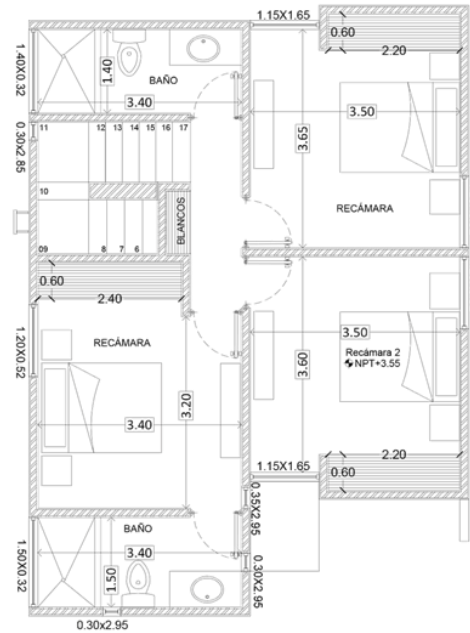 1.15X1.65
0.60
2.20
1.40X0.32
1.40
BAÑO
3.40
3.50
0.30x2.85
11
12
13
14
15
16
17
3.65
10
BLANCOS
RECÁMARA
09
8
7
6
0.60
2.40
1.20X0.52
RECÁMARA
3.50
3.60
Recámara 2
NPT+3.55
3.20
3.40
2.20
1.15X1.65
0.60
0.35X2.95
BAÑO
3.40
1.50X0.32
1.50
0.30X2.95
0.30x2.95